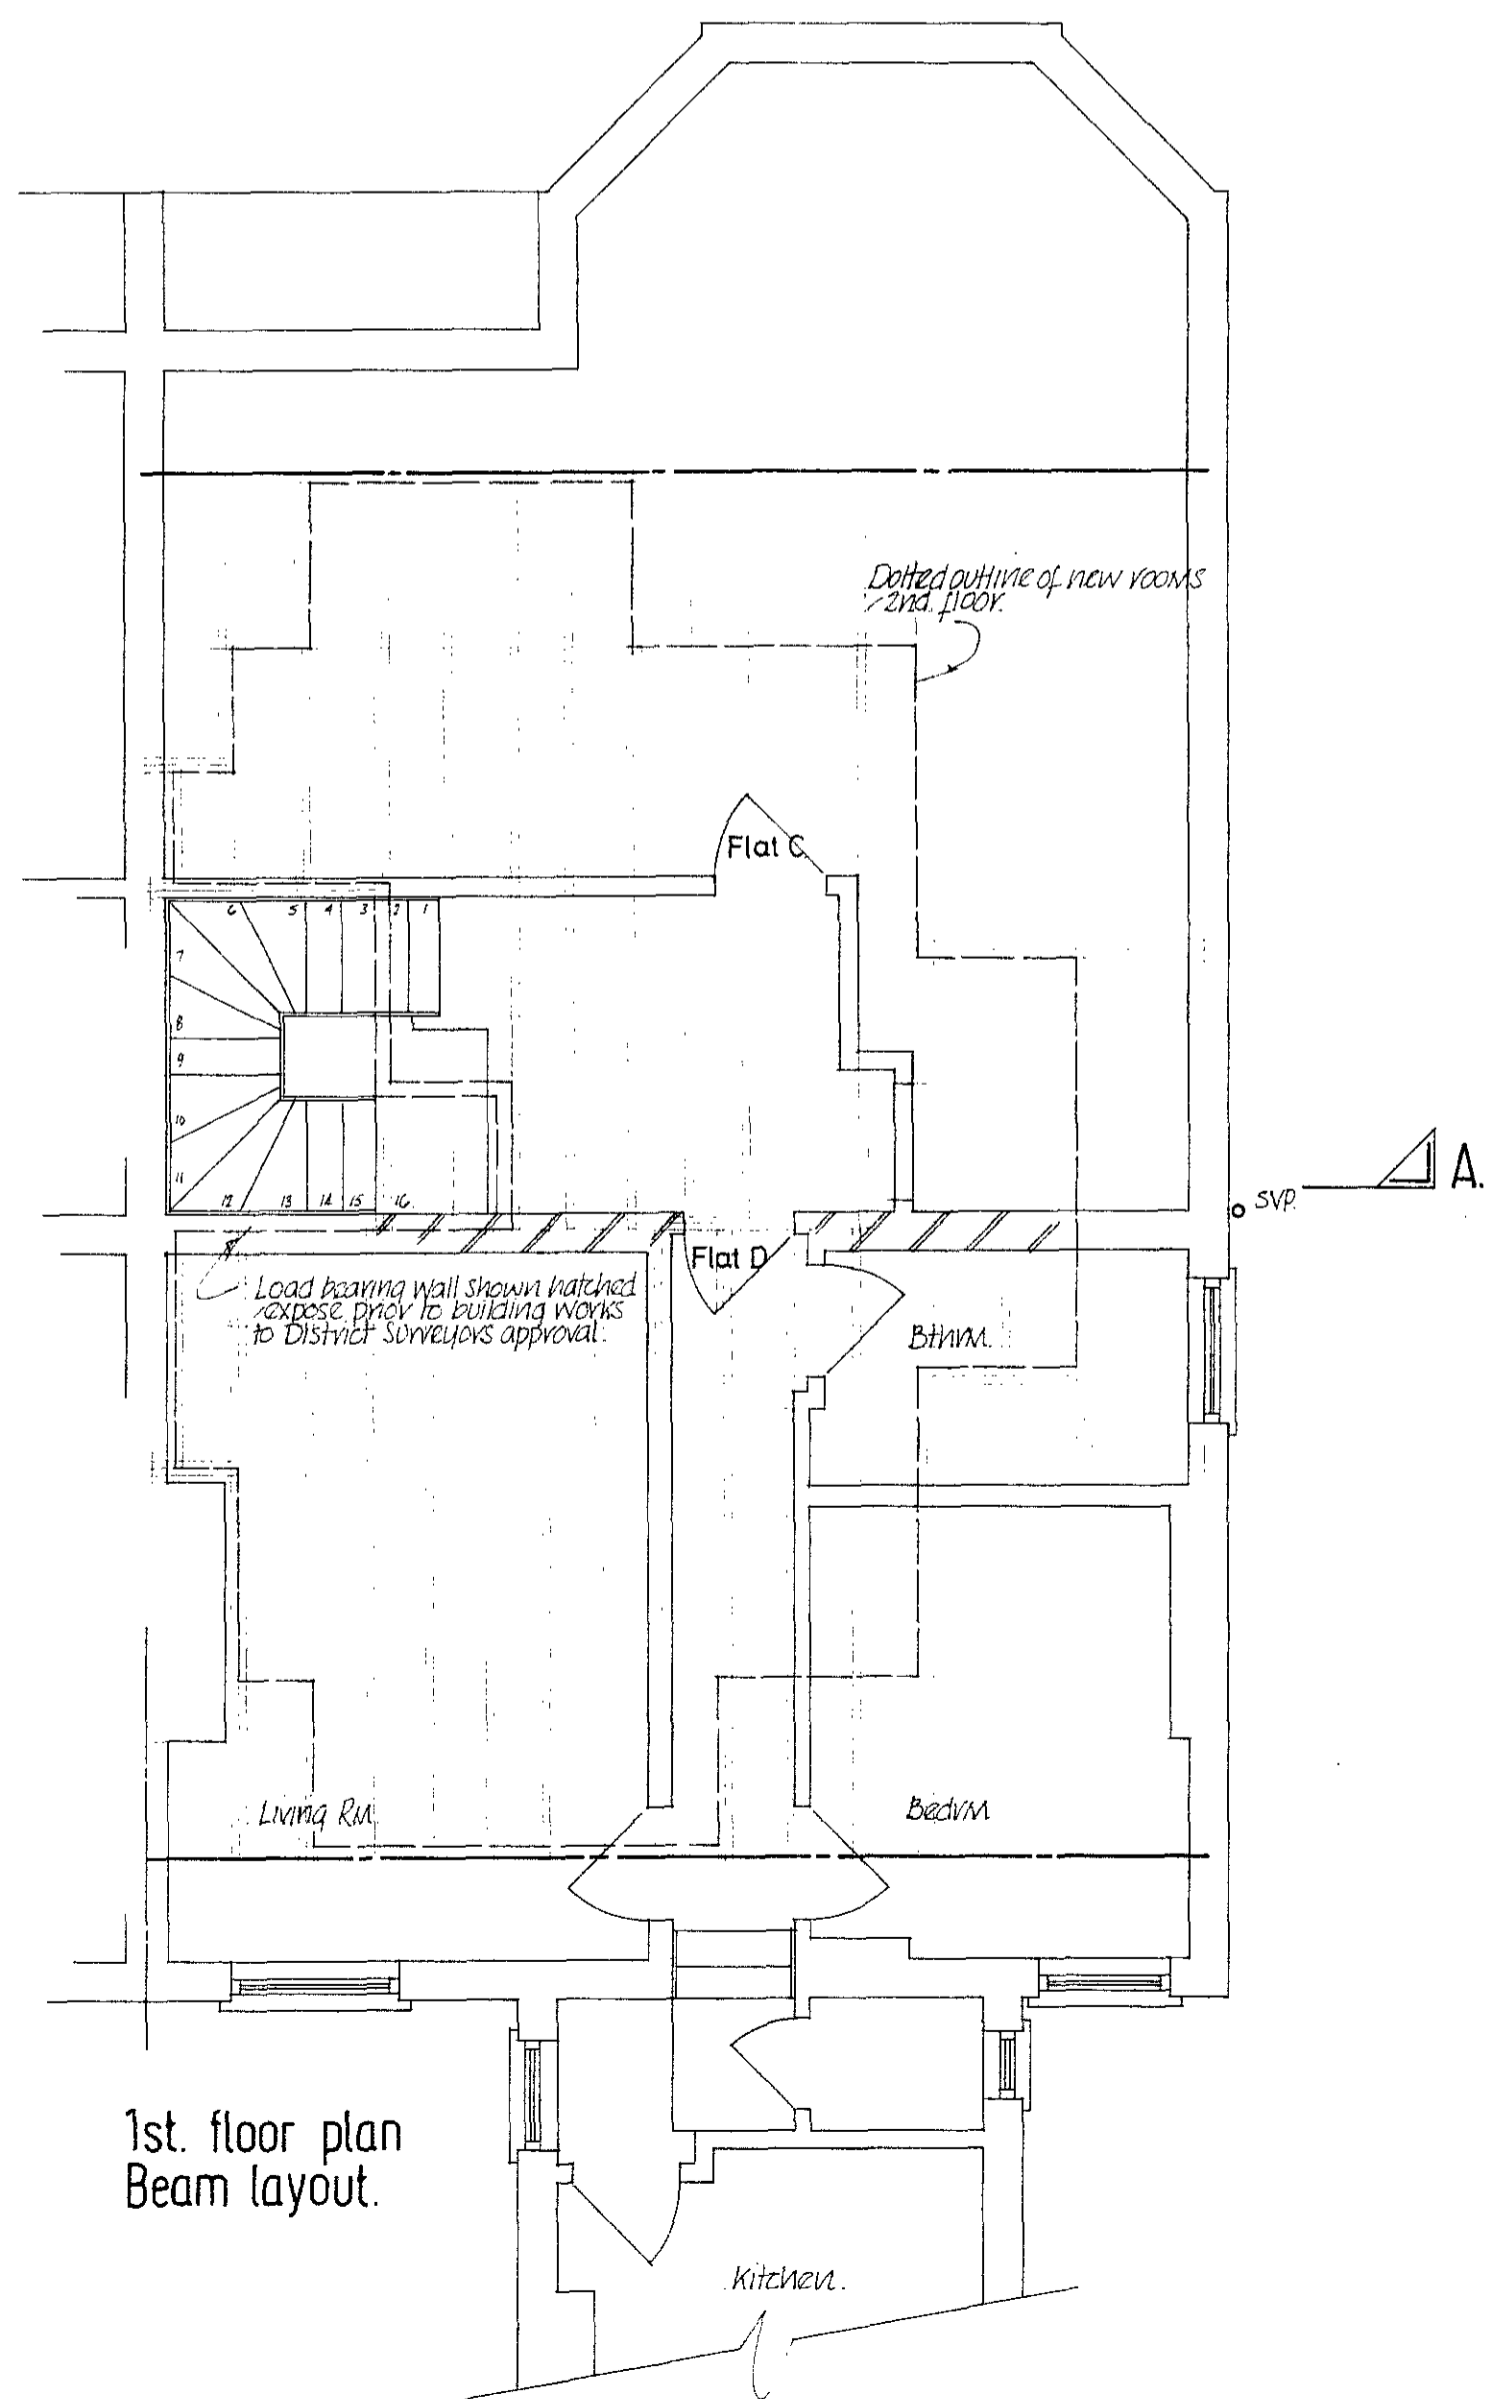 Dotted outline of new rooms
-2nd. floor.
Flat C
6 5 4 3 2 1
7
8
9
10
11
12 13 14 15 16
A.
SVP.
Flat D
Load bearing wall shown hatched
-expose prior to building works
to District Surveyors approval.
Bthrm.
Living Rm
Bedrm
1st. floor plan
Beam layout.
Kitchen.